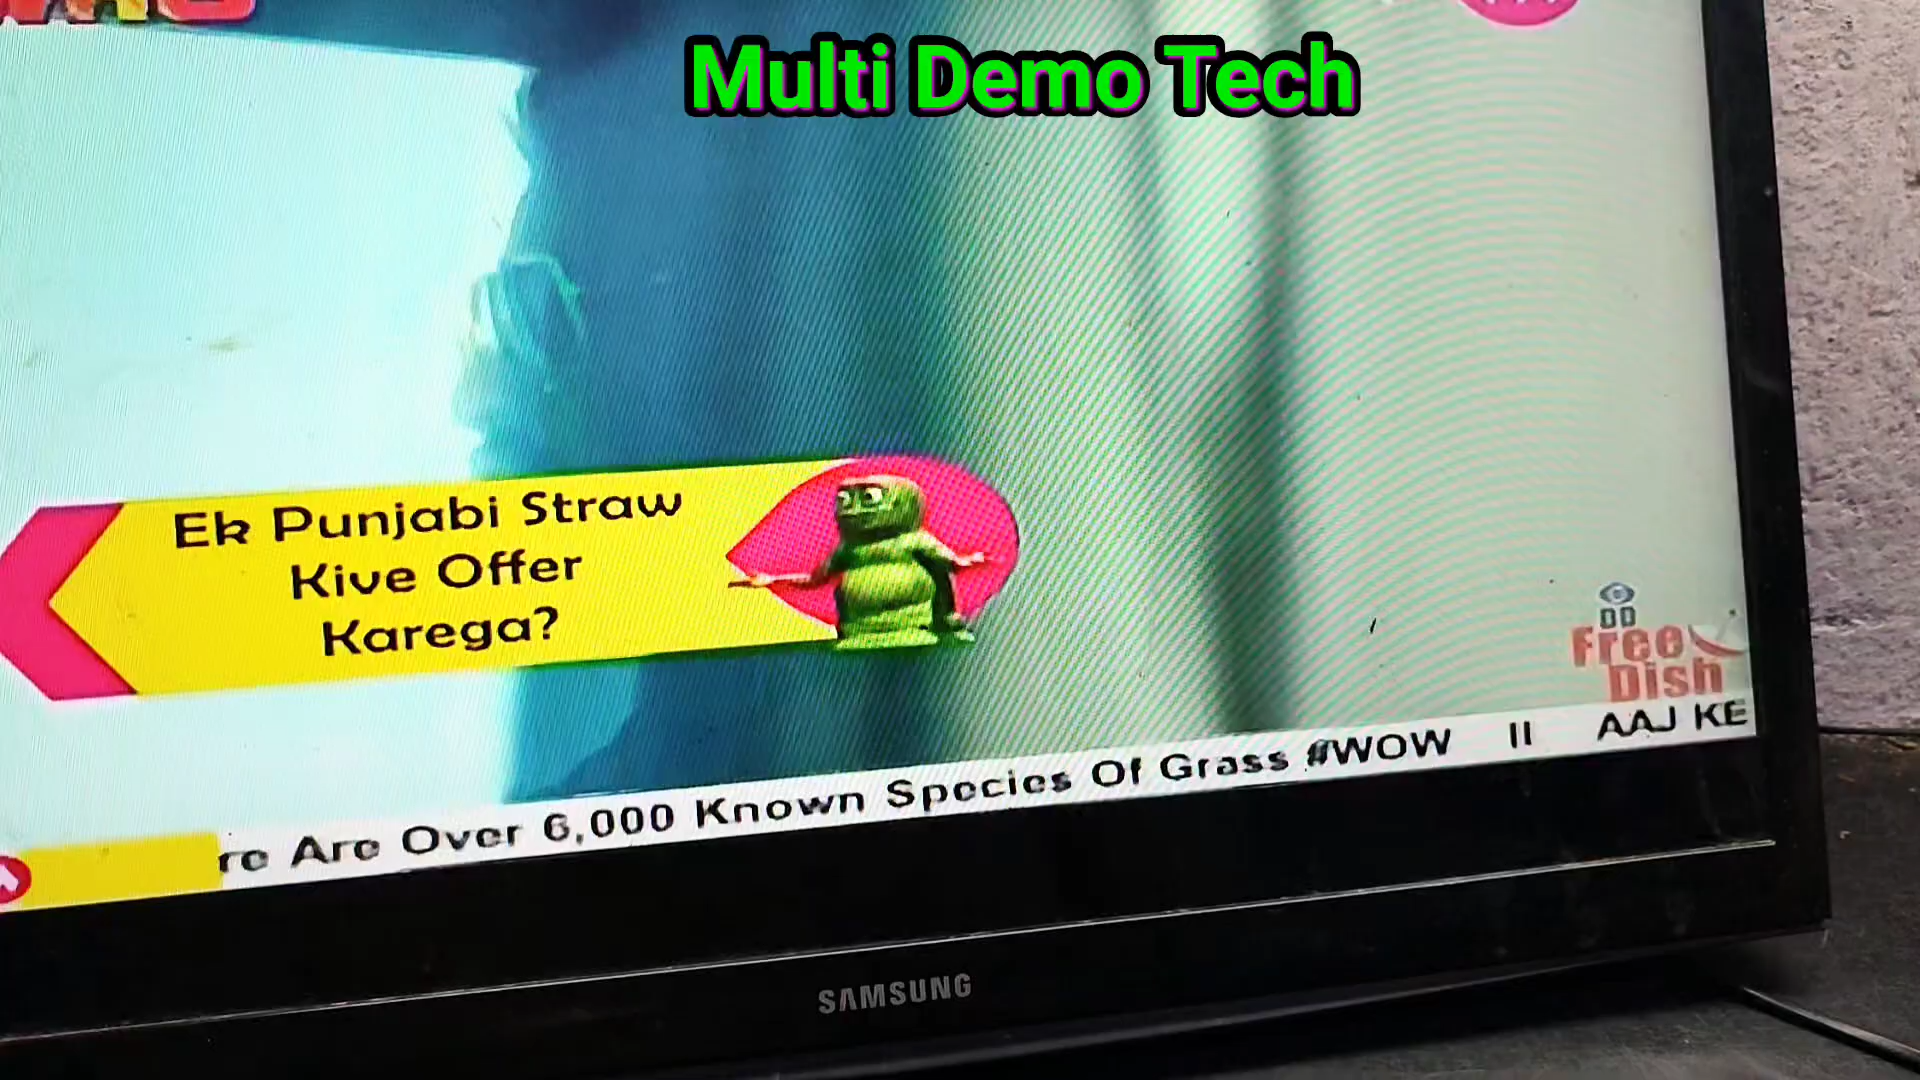 Multi Demo Tech
Ek Punjabi Straw
Kive Offer
Karega?
DD
Free
Dish
re Are Over 6,000 Known Species Of Grass #WOW II AAJ KE
SAMSUNG